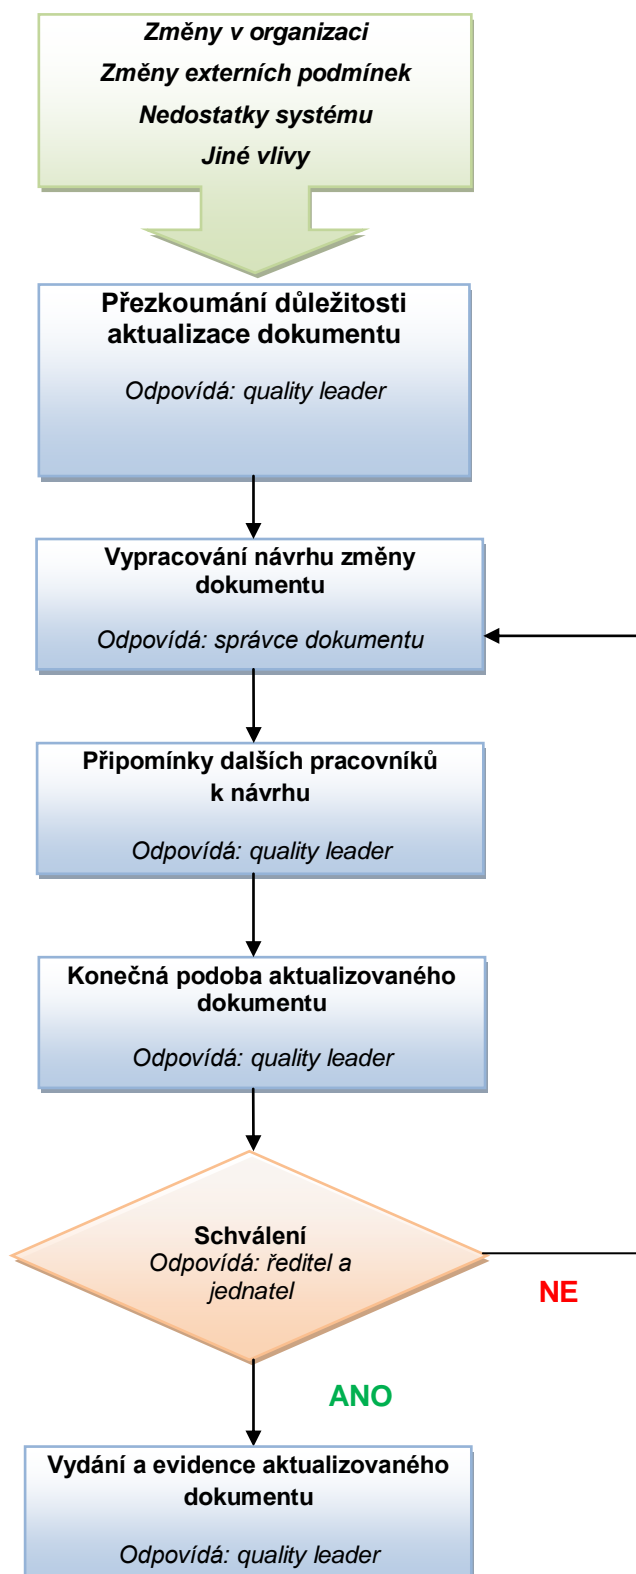 Změny v organizaci
Změny externích podmínek
Nedostatky systému
Jiné vlivy
Přezkoumání důležitosti
aktualizace dokumentu
Odpovídá: quality leader
Vypracování návrhu změny
dokumentu
Odpovídá: správce dokumentu
Připomínky dalších pracovníků
k návrhu
Odpovídá: quality leader
Konečná podoba aktualizovaného
dokumentu
Odpovídá: quality leader
Schválení
Odpovídá: ředitel a
jednatel
NE
ANO
Vydání a evidence aktualizovaného
dokumentu
Odpovídá: quality leader